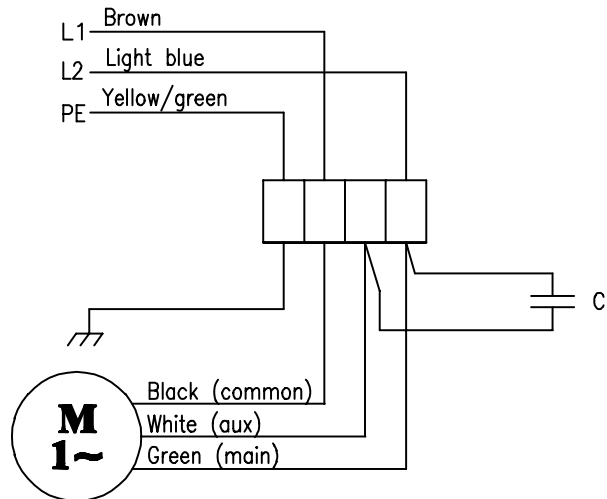 L1 Brown
L2 Light blue
PE Yellow/green
C
Black (common)
White (aux)
Green (main)
M
1~